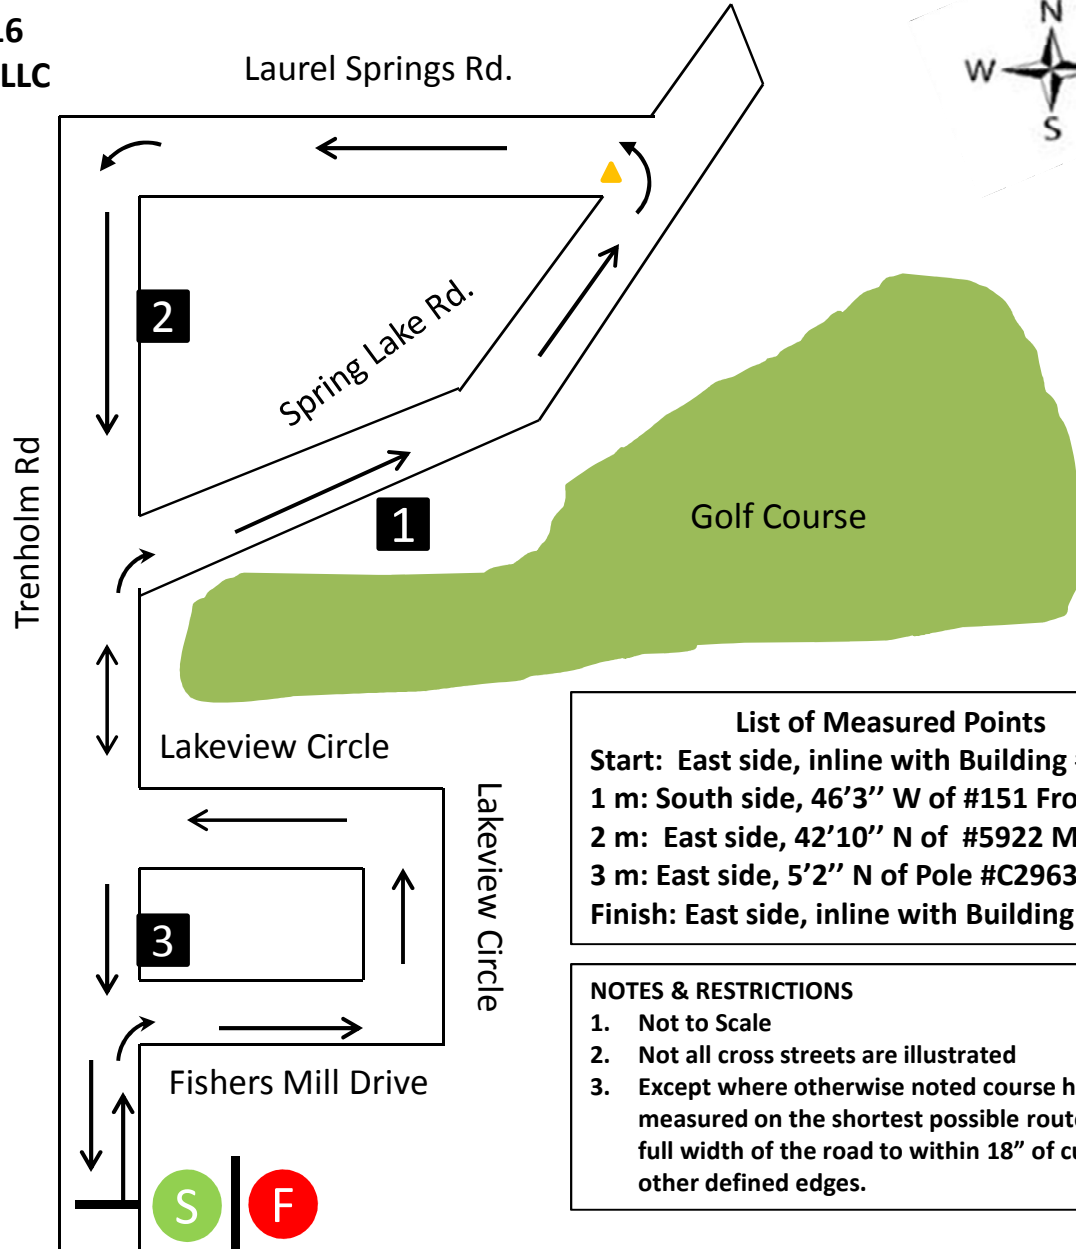 LLC
Laurel Springs Rd.
N
W
S
2
Spring Lake Rd.
Trenholm Rd
1
Golf Course
Lakeview Circle
Lakeview Circle
3
Fishers Mill Drive
S
F
List of Measured Points
Start: East side, inline with Building
1 m: South side, 46’3’’ W of #151
2 m: East side, 42’10’’ N of #5922
3 m: East side, 5’2’’ N of Pole #C2963
Finish: East side, inline with Building
NOTES & RESTRICTIONS
1. Not to Scale
2. Not all cross streets are illustrated
3. Except where otherwise noted course
measured on the shortest possible route
full width of the road to within 18” of
other defined edges.